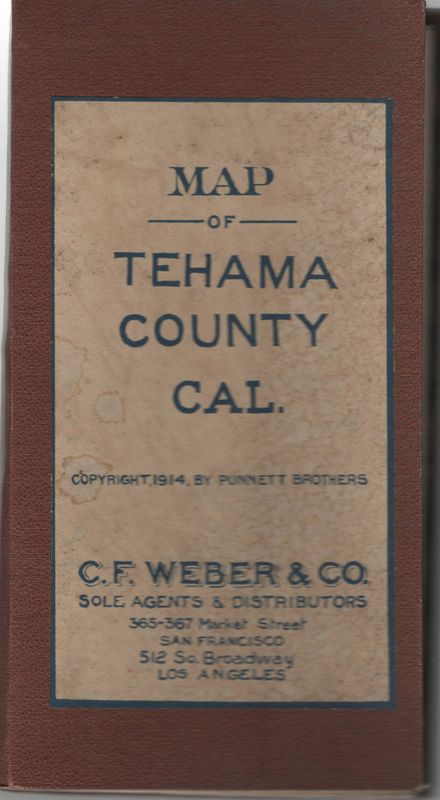 MAP
OF
TEHAMA
COUNTY
CAL.
COPYRIGHT, 1914, BY PUNNETT BROTHERS
C.F. WEBER & CO.
SOLE AGENTS & DISTRIBUTORS
365-367 Market Street
SAN FRANCISCO
512 So. Broadway
LOS ANGELES